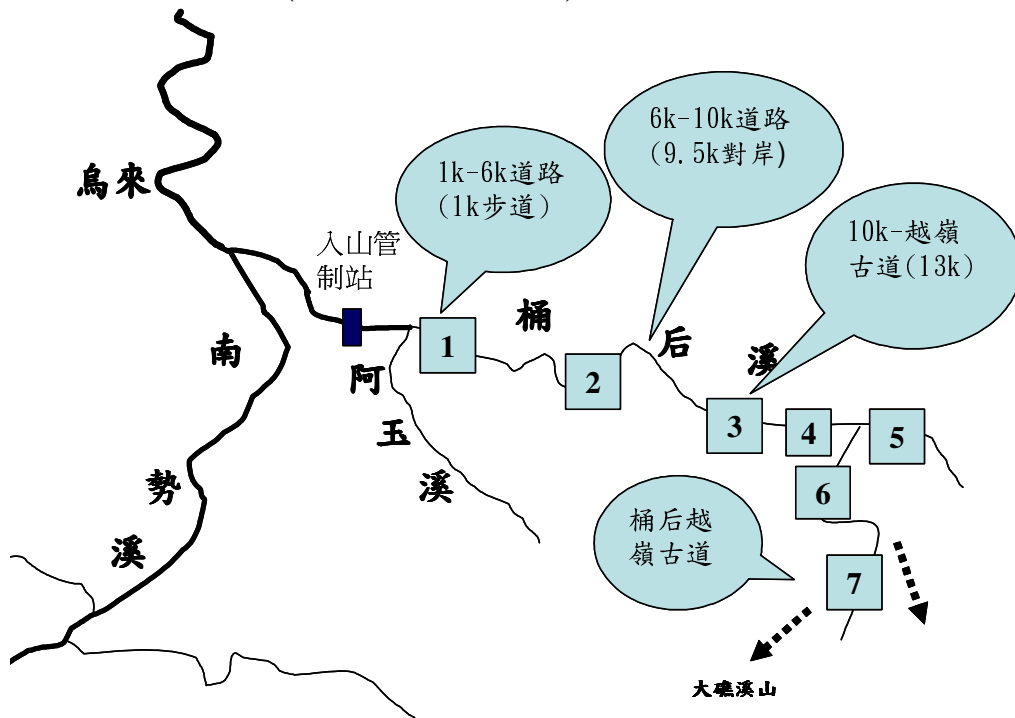 烏來
入山管
制站
1k-6k道路
(1k步道)
6k-10k道路
(9.5k對岸)
10k-越嶺
古道(13k)
桶
后
溪
1
2
3
4
5
6
7
南
勢
溪
阿
玉
溪
桶后越
嶺古道
大礁溪山